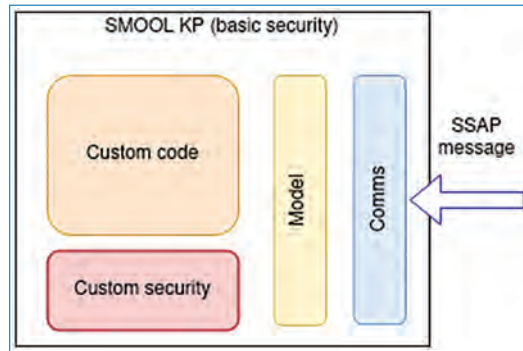 SMOOL KP (basic security)
Custom code
Custom security
Model
Comms
SSAP
message